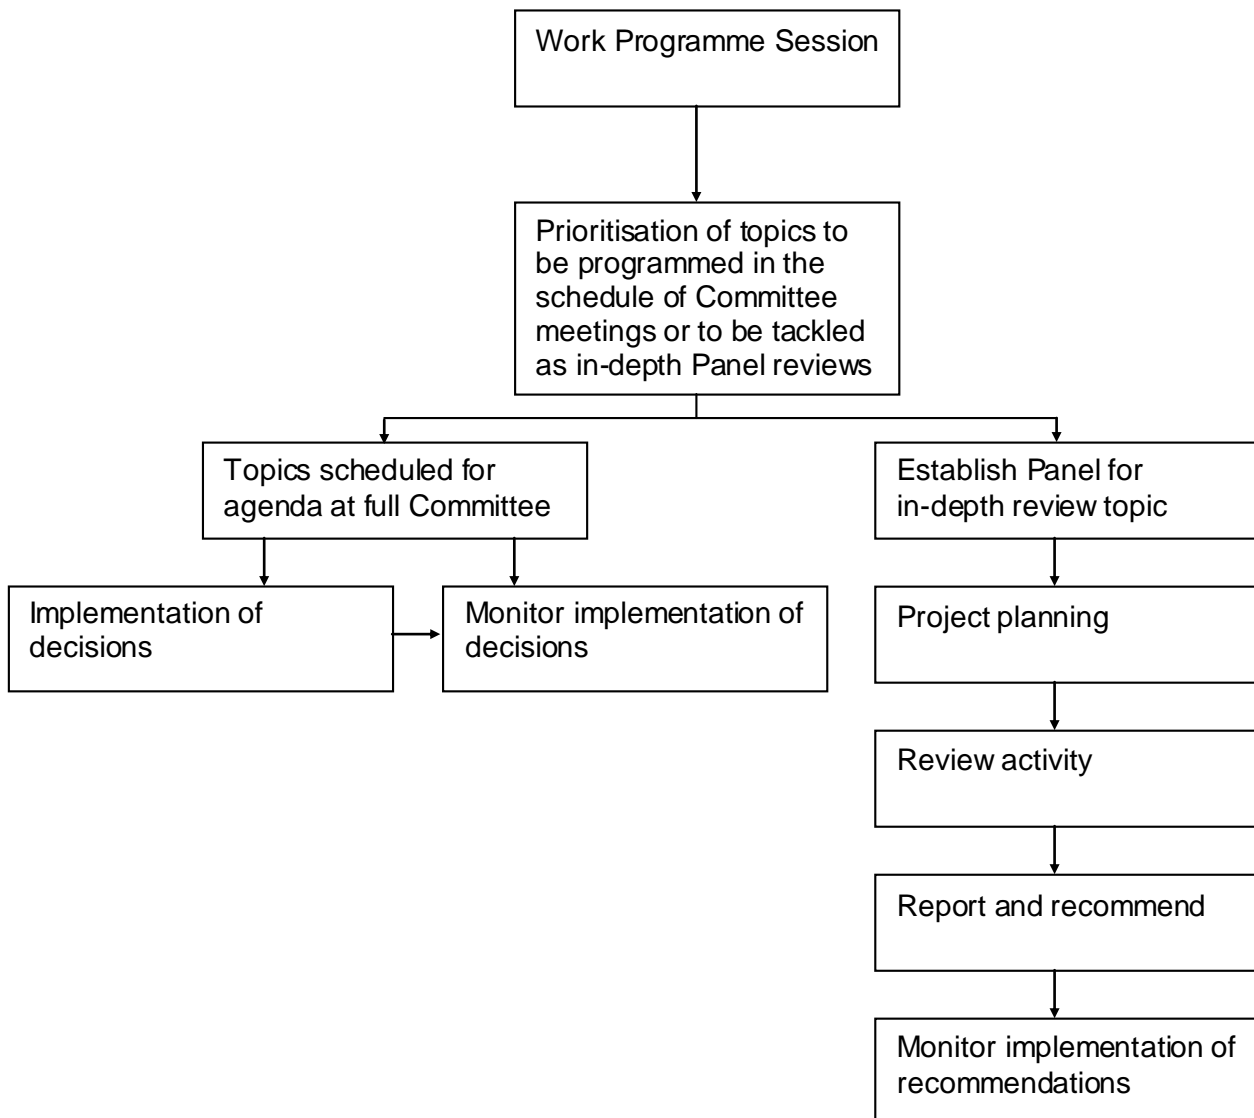 Work Programme Session
Prioritisation of topics to
be programmed in the
schedule of Committee
meetings or to be tackled
as in-depth Panel reviews
Topics scheduled for
agenda at full Committee
Establish Panel for
in-depth review topic
Implementation of
decisions
Monitor implementation of
decisions
Project planning
Review activity
Report and recommend
Monitor implementation of
recommendations